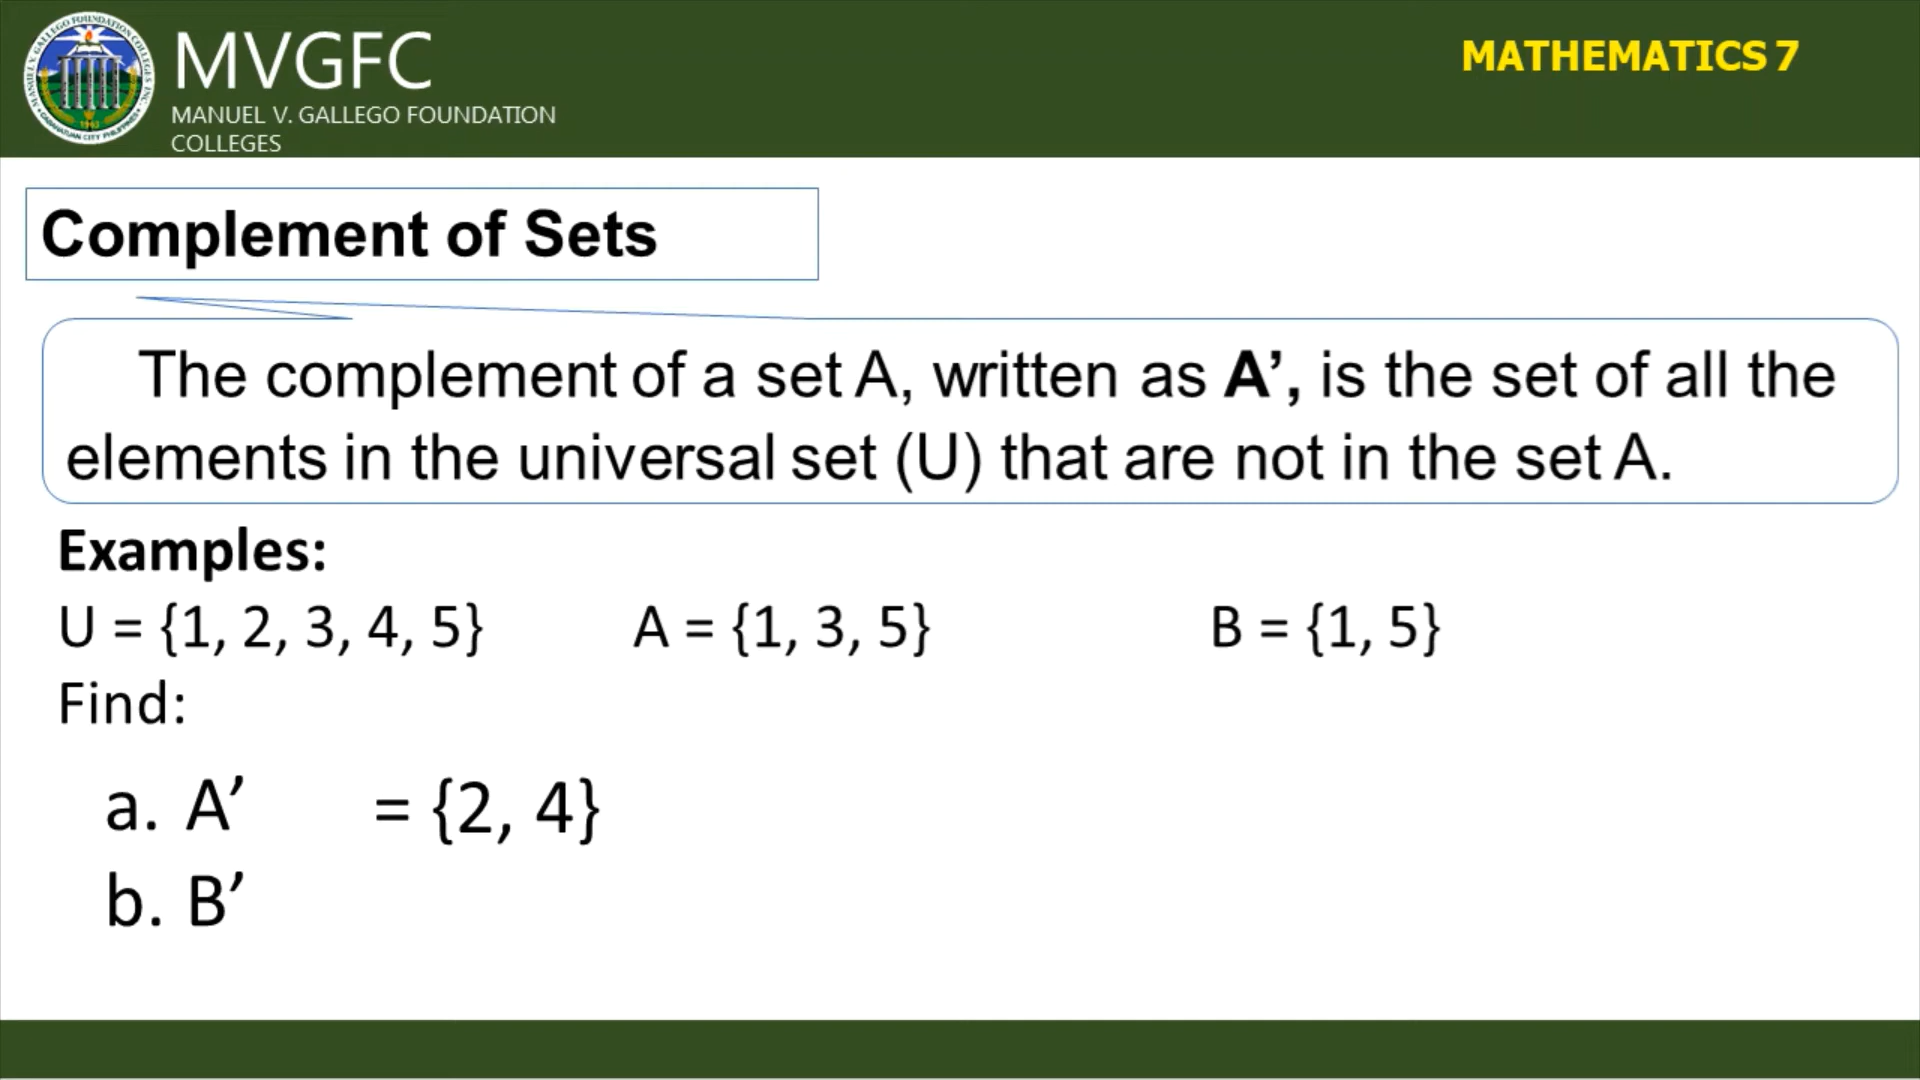 MVGFC
MANUEL V. GALLEGO FOUNDATION
COLLEGES
MATHEMATICS 7
Complement of Sets
The complement of a set A, written as A’, is the set of all the
elements in the universal set (U) that are not in the set A.
Examples:
U = {1, 2, 3, 4, 5} A = {1, 3, 5} B = {1, 5}
Find:
a. A’ = {2, 4}
b. B’